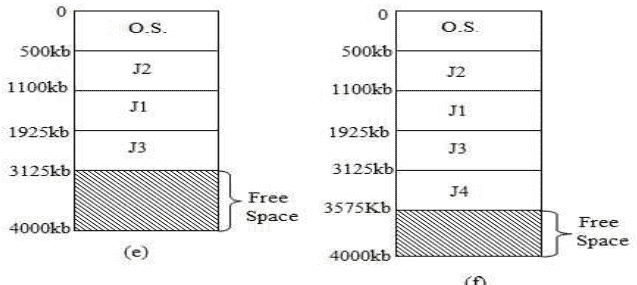 0
O.S.
500kb
J2
1100kb
J1
1925kb
J3
3125kb
Free
Space
4000kb
(e)
0
O.S.
500kb
J2
1100kb
J1
1925kb
J3
3125kb
J4
3575Kb
Free
Space
4000kb
(f)